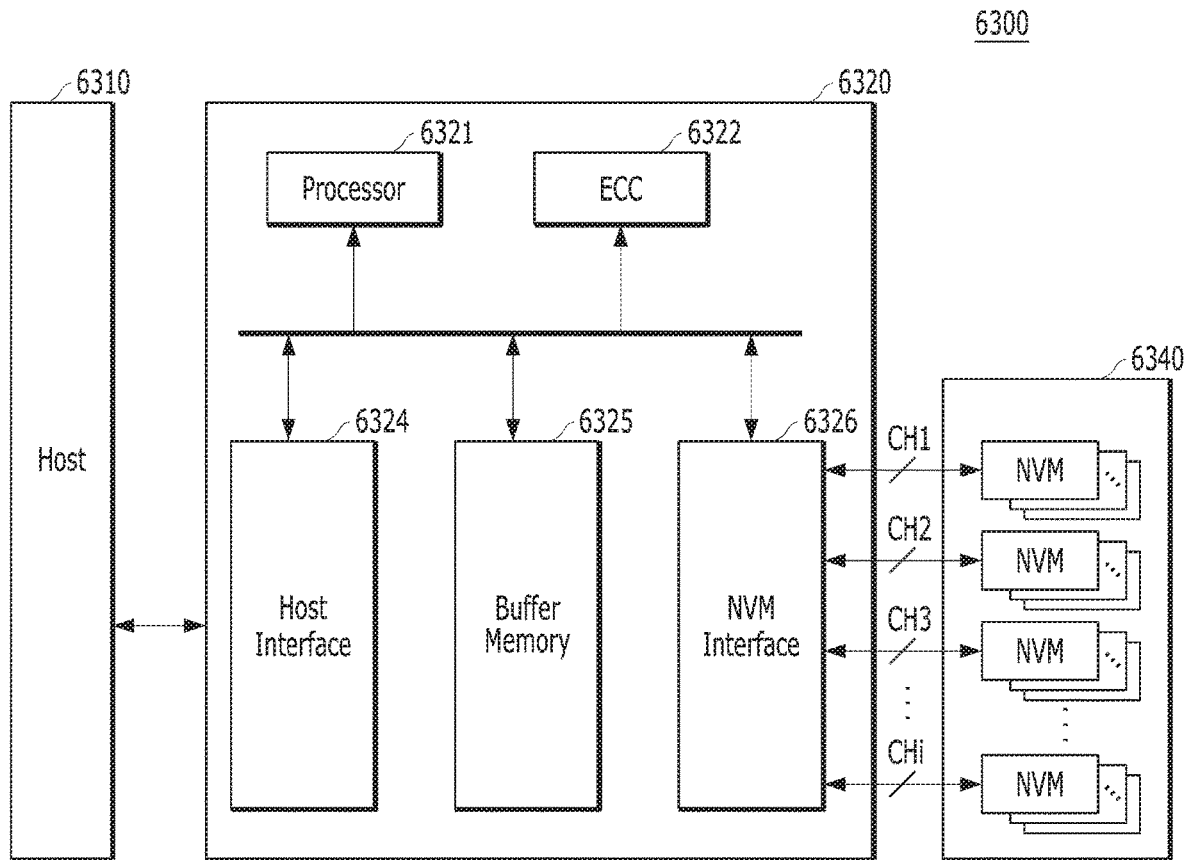 6300
6310
6320
6321
6322
Processor
ECC
6340
6324
6325
6326
CH1
NVM
Host
CH2
NVM
Host
Interface
Buffer
Memory
NVM
Interface
CH3
NVM
CHi
NVM